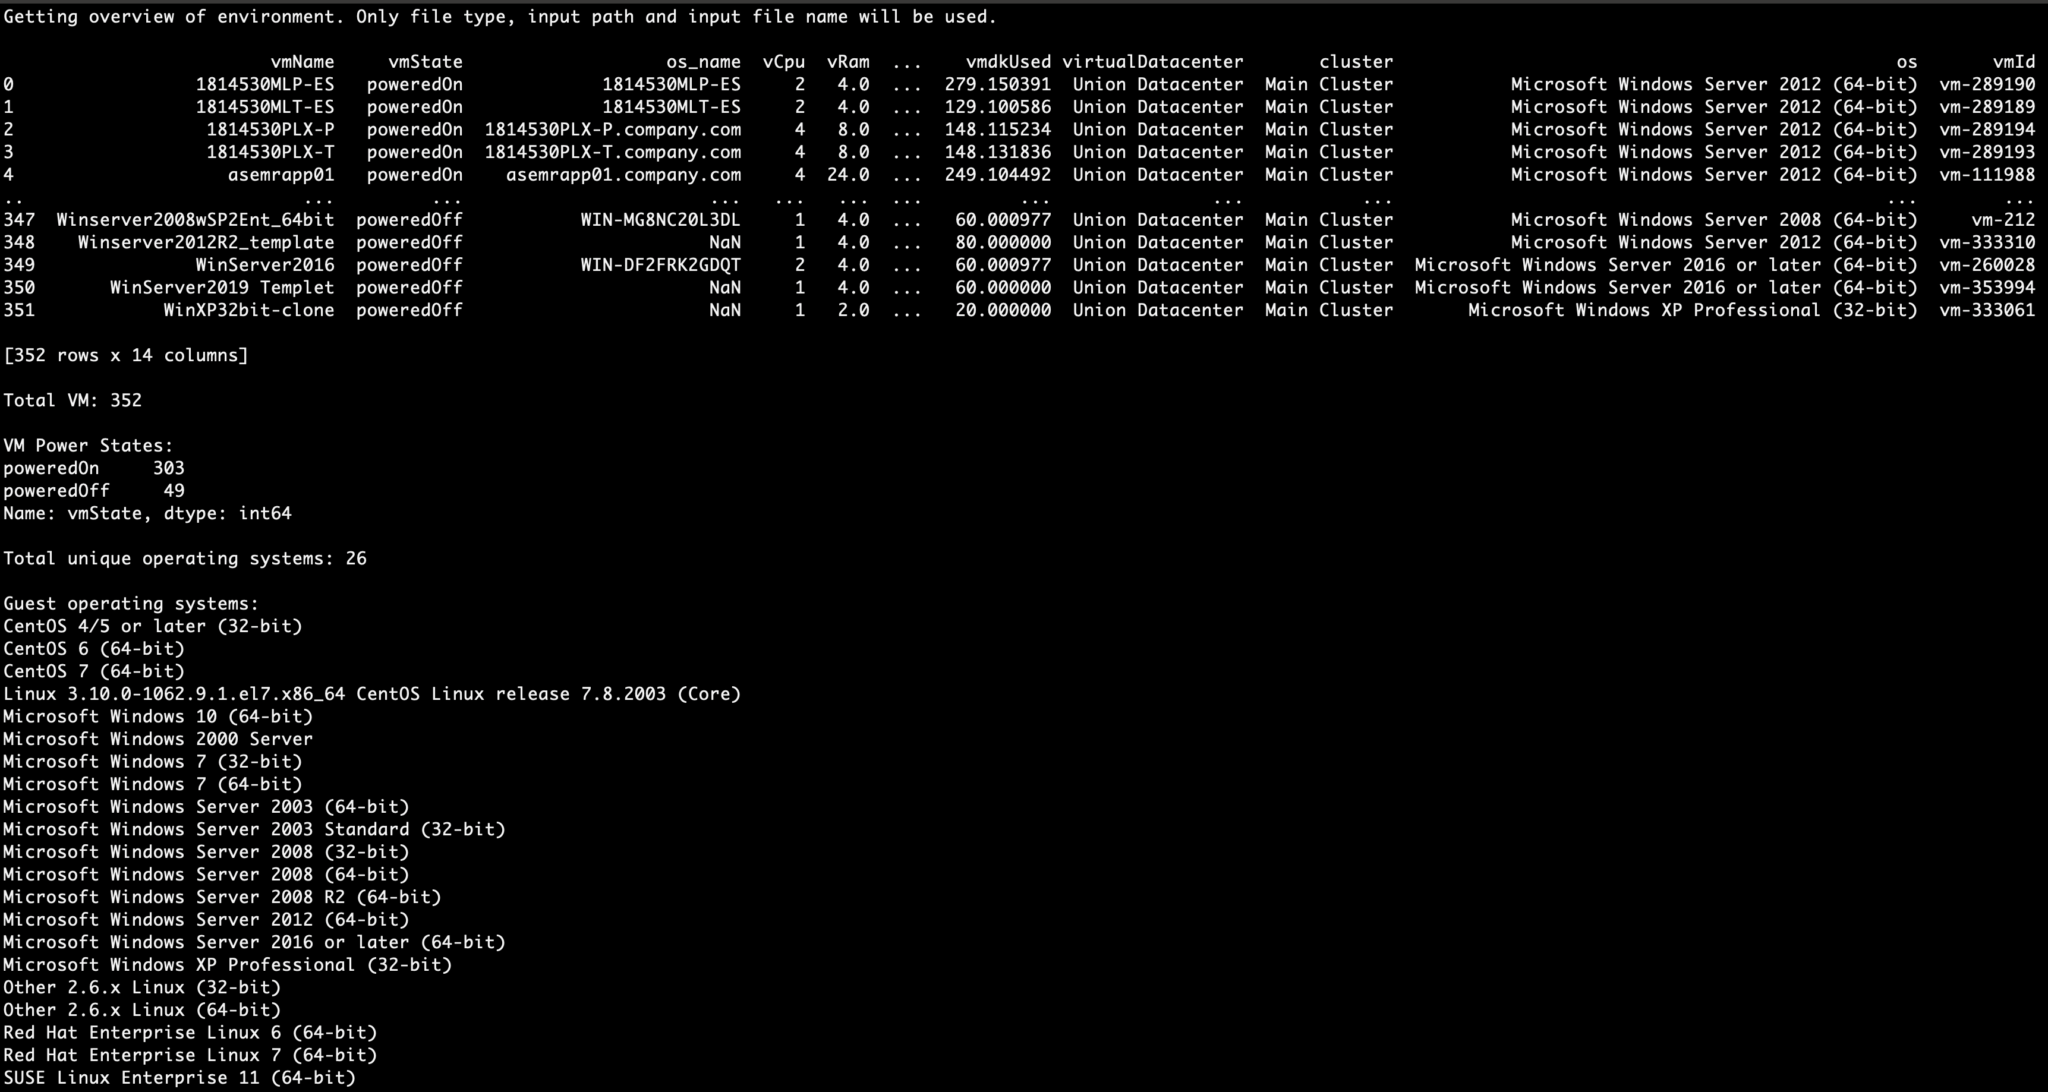 Getting overview of environment. Only file type, input path and input file name will be used.
vmName vmState os_name vCpu vRam ... vmdkUsed virtualDatacenter cluster os vmId
0 1814530MLP-ES poweredOn 1814530MLP-ES 2 4.0 ... 279.150391 Union Datacenter Main Cluster Microsoft Windows Server 2012 (64-bit) vm-289190
1 1814530MLT-ES poweredOn 1814530MLT-ES 2 4.0 ... 129.100586 Union Datacenter Main Cluster Microsoft Windows Server 2012 (64-bit) vm-289189
2 1814530PLX-P poweredOn 1814530PLX-P.company.com 4 8.0 ... 148.115234 Union Datacenter Main Cluster Microsoft Windows Server 2012 (64-bit) vm-289194
3 1814530PLX-T poweredOn 1814530PLX-T.company.com 4 8.0 ... 148.131836 Union Datacenter Main Cluster Microsoft Windows Server 2012 (64-bit) vm-289193
4 asemrapp01 poweredOn asemrapp01.company.com 4 24.0 ... 249.104492 Union Datacenter Main Cluster Microsoft Windows Server 2012 (64-bit) vm-111988
.. ... ... ... ... ... ... ... ... ... ... ...
347 Winserver2008wSP2Ent_64bit poweredOff WIN-MG8NC20L3DL 1 4.0 ... 60.000977 Union Datacenter Main Cluster Microsoft Windows Server 2008 (64-bit) vm-212
348 Winserver2012R2_template poweredOff NaN 1 4.0 ... 80.000000 Union Datacenter Main Cluster Microsoft Windows Server 2012 (64-bit) vm-333310
349 WinServer2016 poweredOff WIN-DF2FRK2GDQT 2 4.0 ... 60.000977 Union Datacenter Main Cluster Microsoft Windows Server 2016 or later (64-bit) vm-260028
350 WinServer2019 Templet poweredOff NaN 1 4.0 ... 60.000000 Union Datacenter Main Cluster Microsoft Windows Server 2016 or later (64-bit) vm-353994
351 WinXP32bit-clone poweredOff NaN 1 2.0 ... 20.000000 Union Datacenter Main Cluster Microsoft Windows XP Professional (32-bit) vm-333061
[352 rows x 14 columns]
Total VM: 352
VM Power States:
poweredOn 303
poweredOff 49
Name: vmState, dtype: int64
Total unique operating systems: 26
Guest operating systems:
CentOS 4/5 or later (32-bit)
CentOS 6 (64-bit)
CentOS 7 (64-bit)
Linux 3.10.0-1062.9.1.el7.x86_64 CentOS Linux release 7.8.2003 (Core)
Microsoft Windows 10 (64-bit)
Microsoft Windows 2000 Server
Microsoft Windows 7 (32-bit)
Microsoft Windows 7 (64-bit)
Microsoft Windows Server 2003 (64-bit)
Microsoft Windows Server 2003 Standard (32-bit)
Microsoft Windows Server 2008 (32-bit)
Microsoft Windows Server 2008 (64-bit)
Microsoft Windows Server 2008 R2 (64-bit)
Microsoft Windows Server 2012 (64-bit)
Microsoft Windows Server 2016 or later (64-bit)
Microsoft Windows XP Professional (32-bit)
Other 2.6.x Linux (32-bit)
Other 2.6.x Linux (64-bit)
Red Hat Enterprise Linux 6 (64-bit)
Red Hat Enterprise Linux 7 (64-bit)
SUSE Linux Enterprise 11 (64-bit)